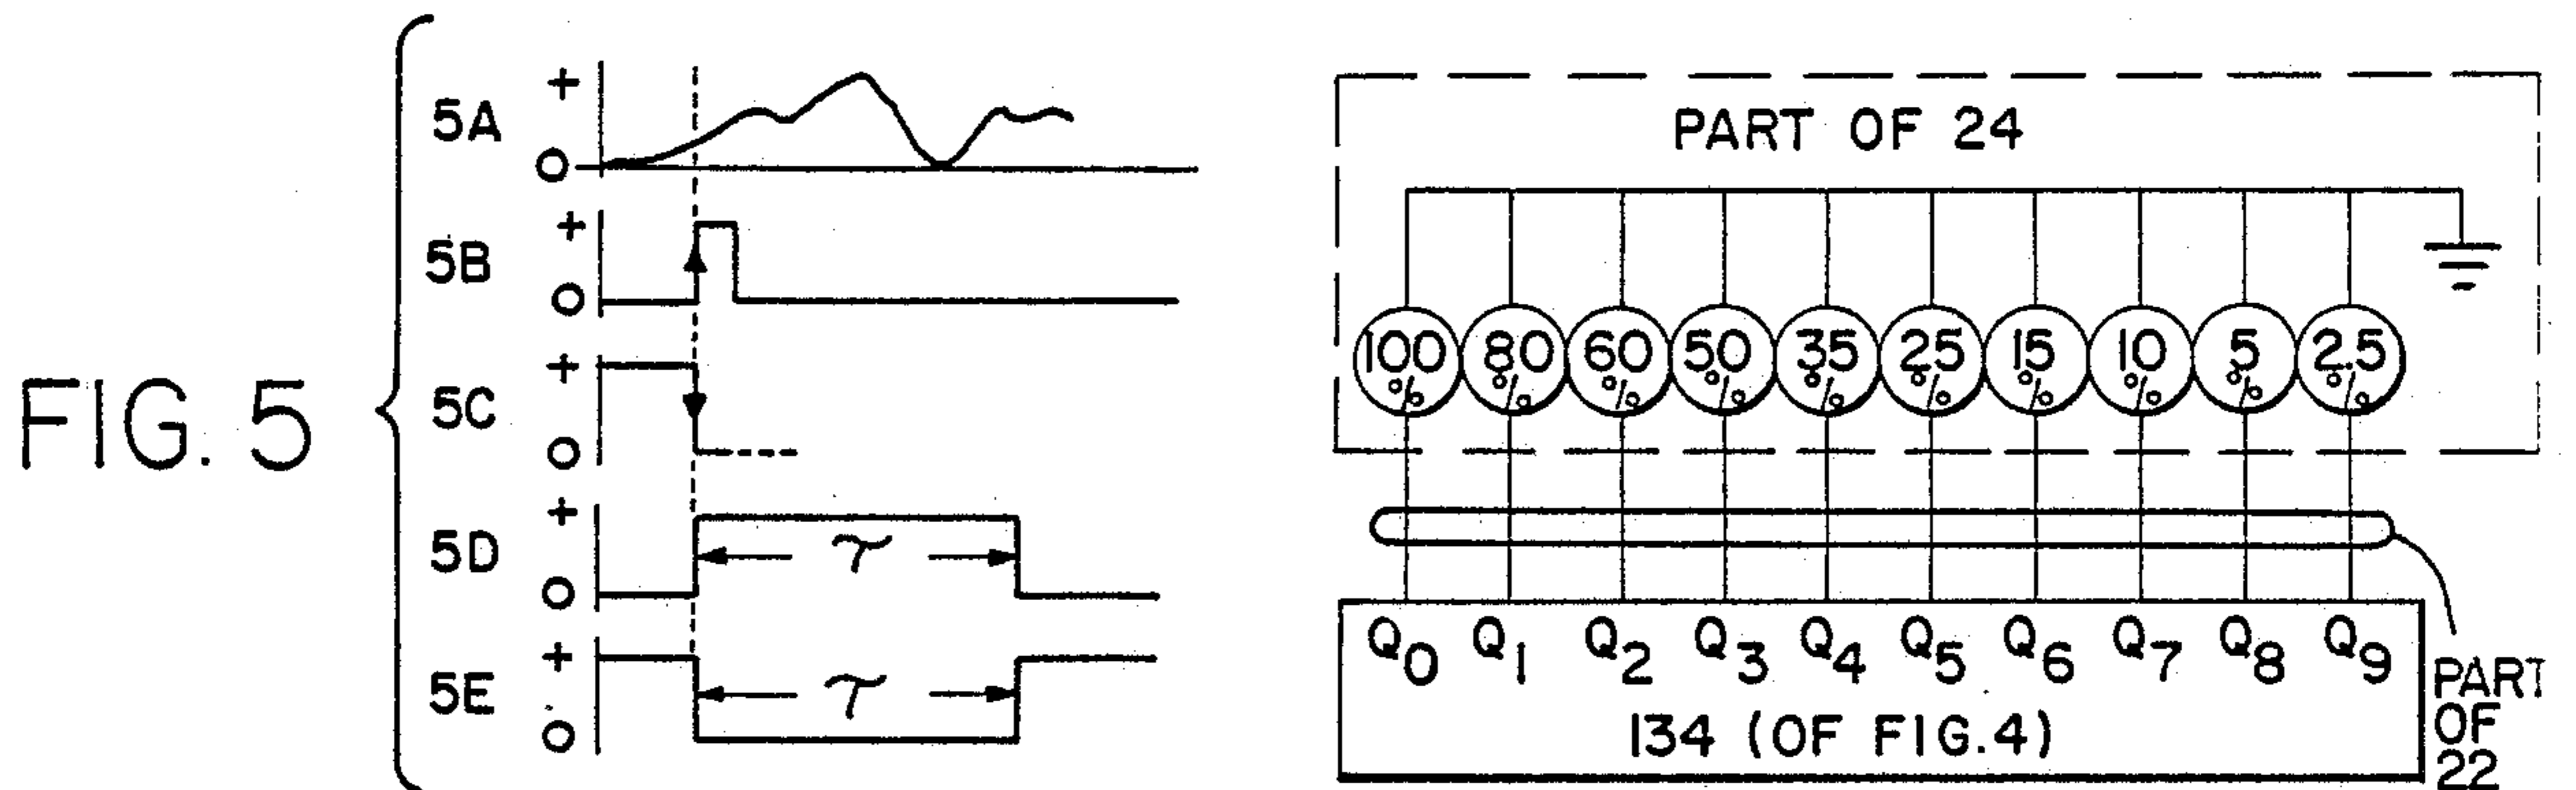 FIG. 5
5A
+
O
5B
+
O
5C
+
O
5D
+
O
τ
5E
+
O
τ
PART OF 24
100 % 80 % 60 % 50 % 35 % 25 % 15 % 10 % 5 % 2.5 %
Q0 Q1 Q2 Q3 Q4 Q5 Q6 Q7 Q8 Q9
134 (OF FIG.4)
PART
OF
22